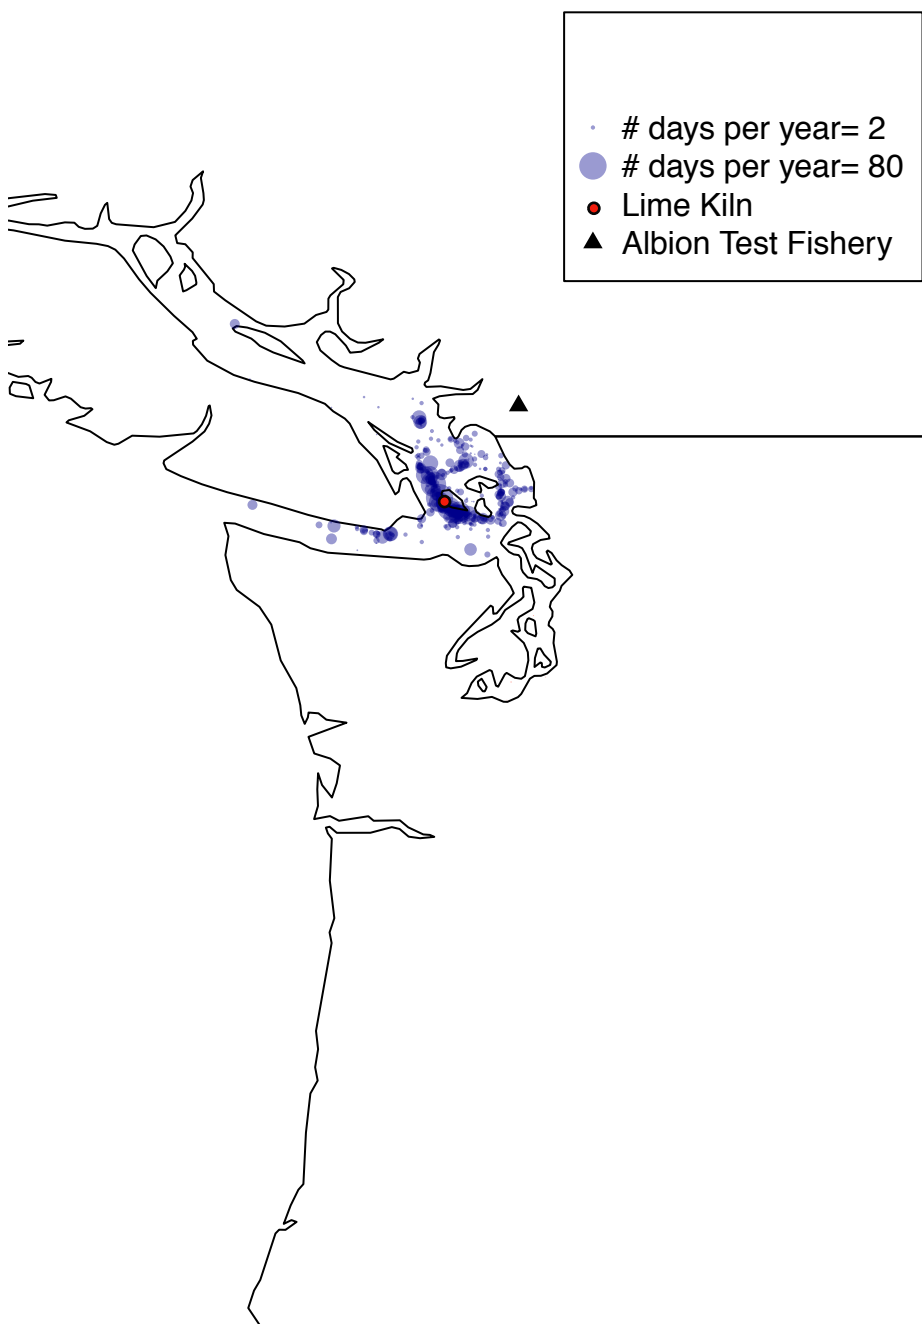 # days per year= 2
# days per year= 80
Lime Kiln
Albion Test Fishery